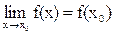 lim f(x) = f(x₀)
x→x₀